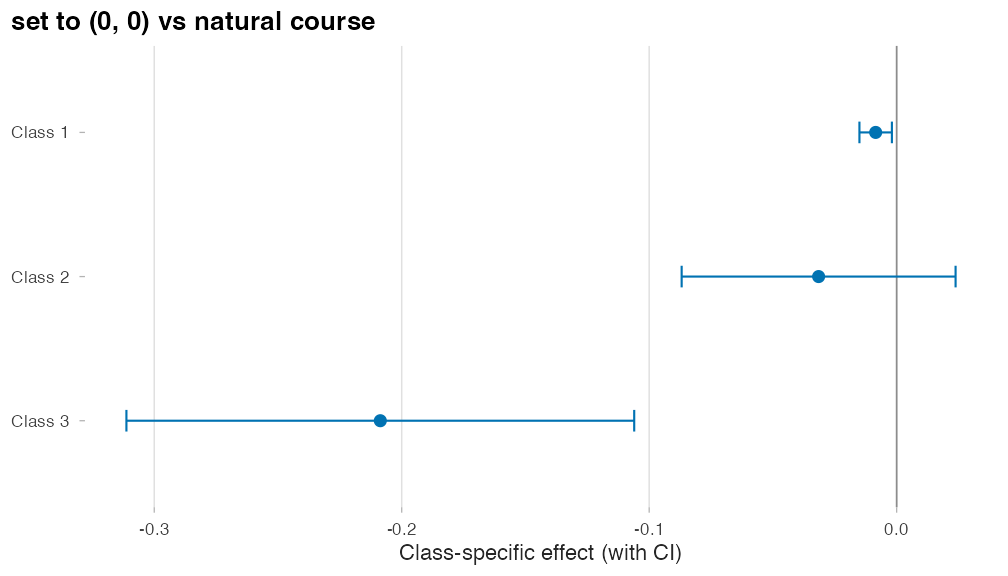 set to (0, 0) vs natural course
Class 1
Class 2
Class 3
-0.3
-0.2
-0.1
0.0
Class-specific effect (with CI)